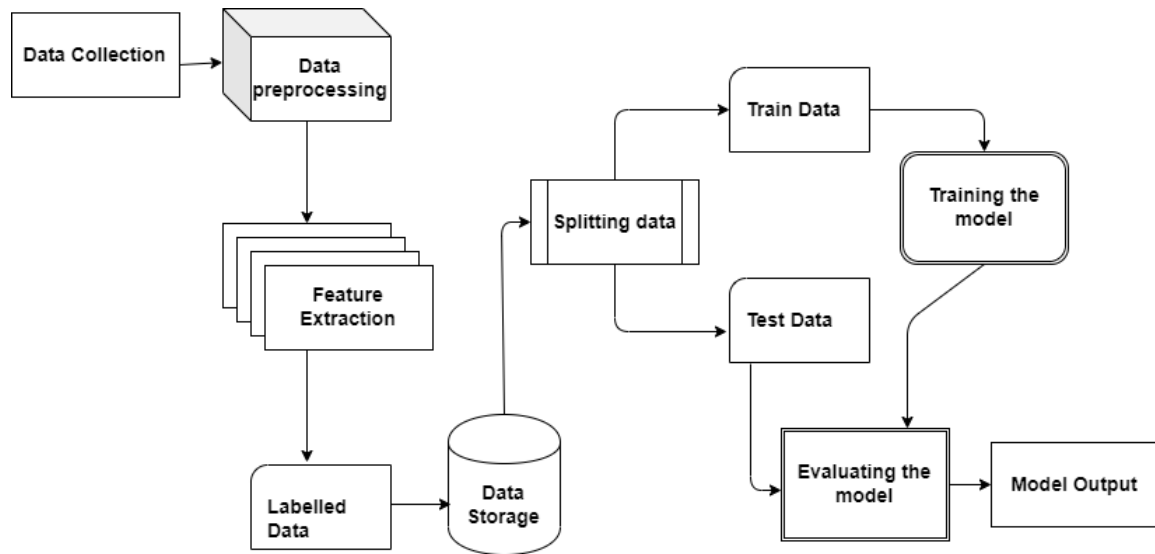 Data Collection
Data
preprocessing
Feature
Extraction
Labelled
Data
Data
Storage
Splitting data
Train Data
Training the
model
Test Data
Evaluating the
model
Model Output